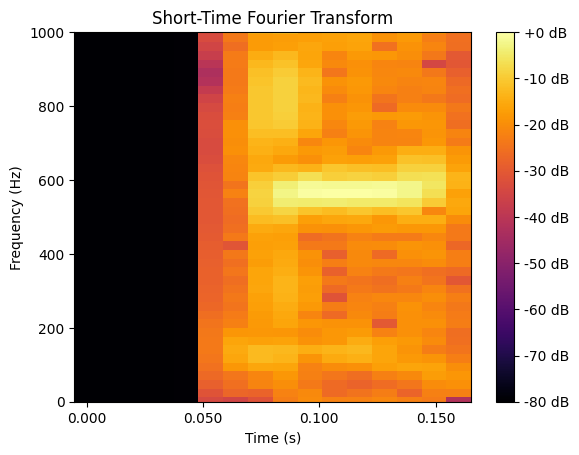 Short-Time Fourier Transform
Frequency (Hz)
1000
800
600
400
200
0
0.000
0.050
0.100
0.150
Time (s)
+0 dB
-10 dB
-20 dB
-30 dB
-40 dB
-50 dB
-60 dB
-70 dB
-80 dB